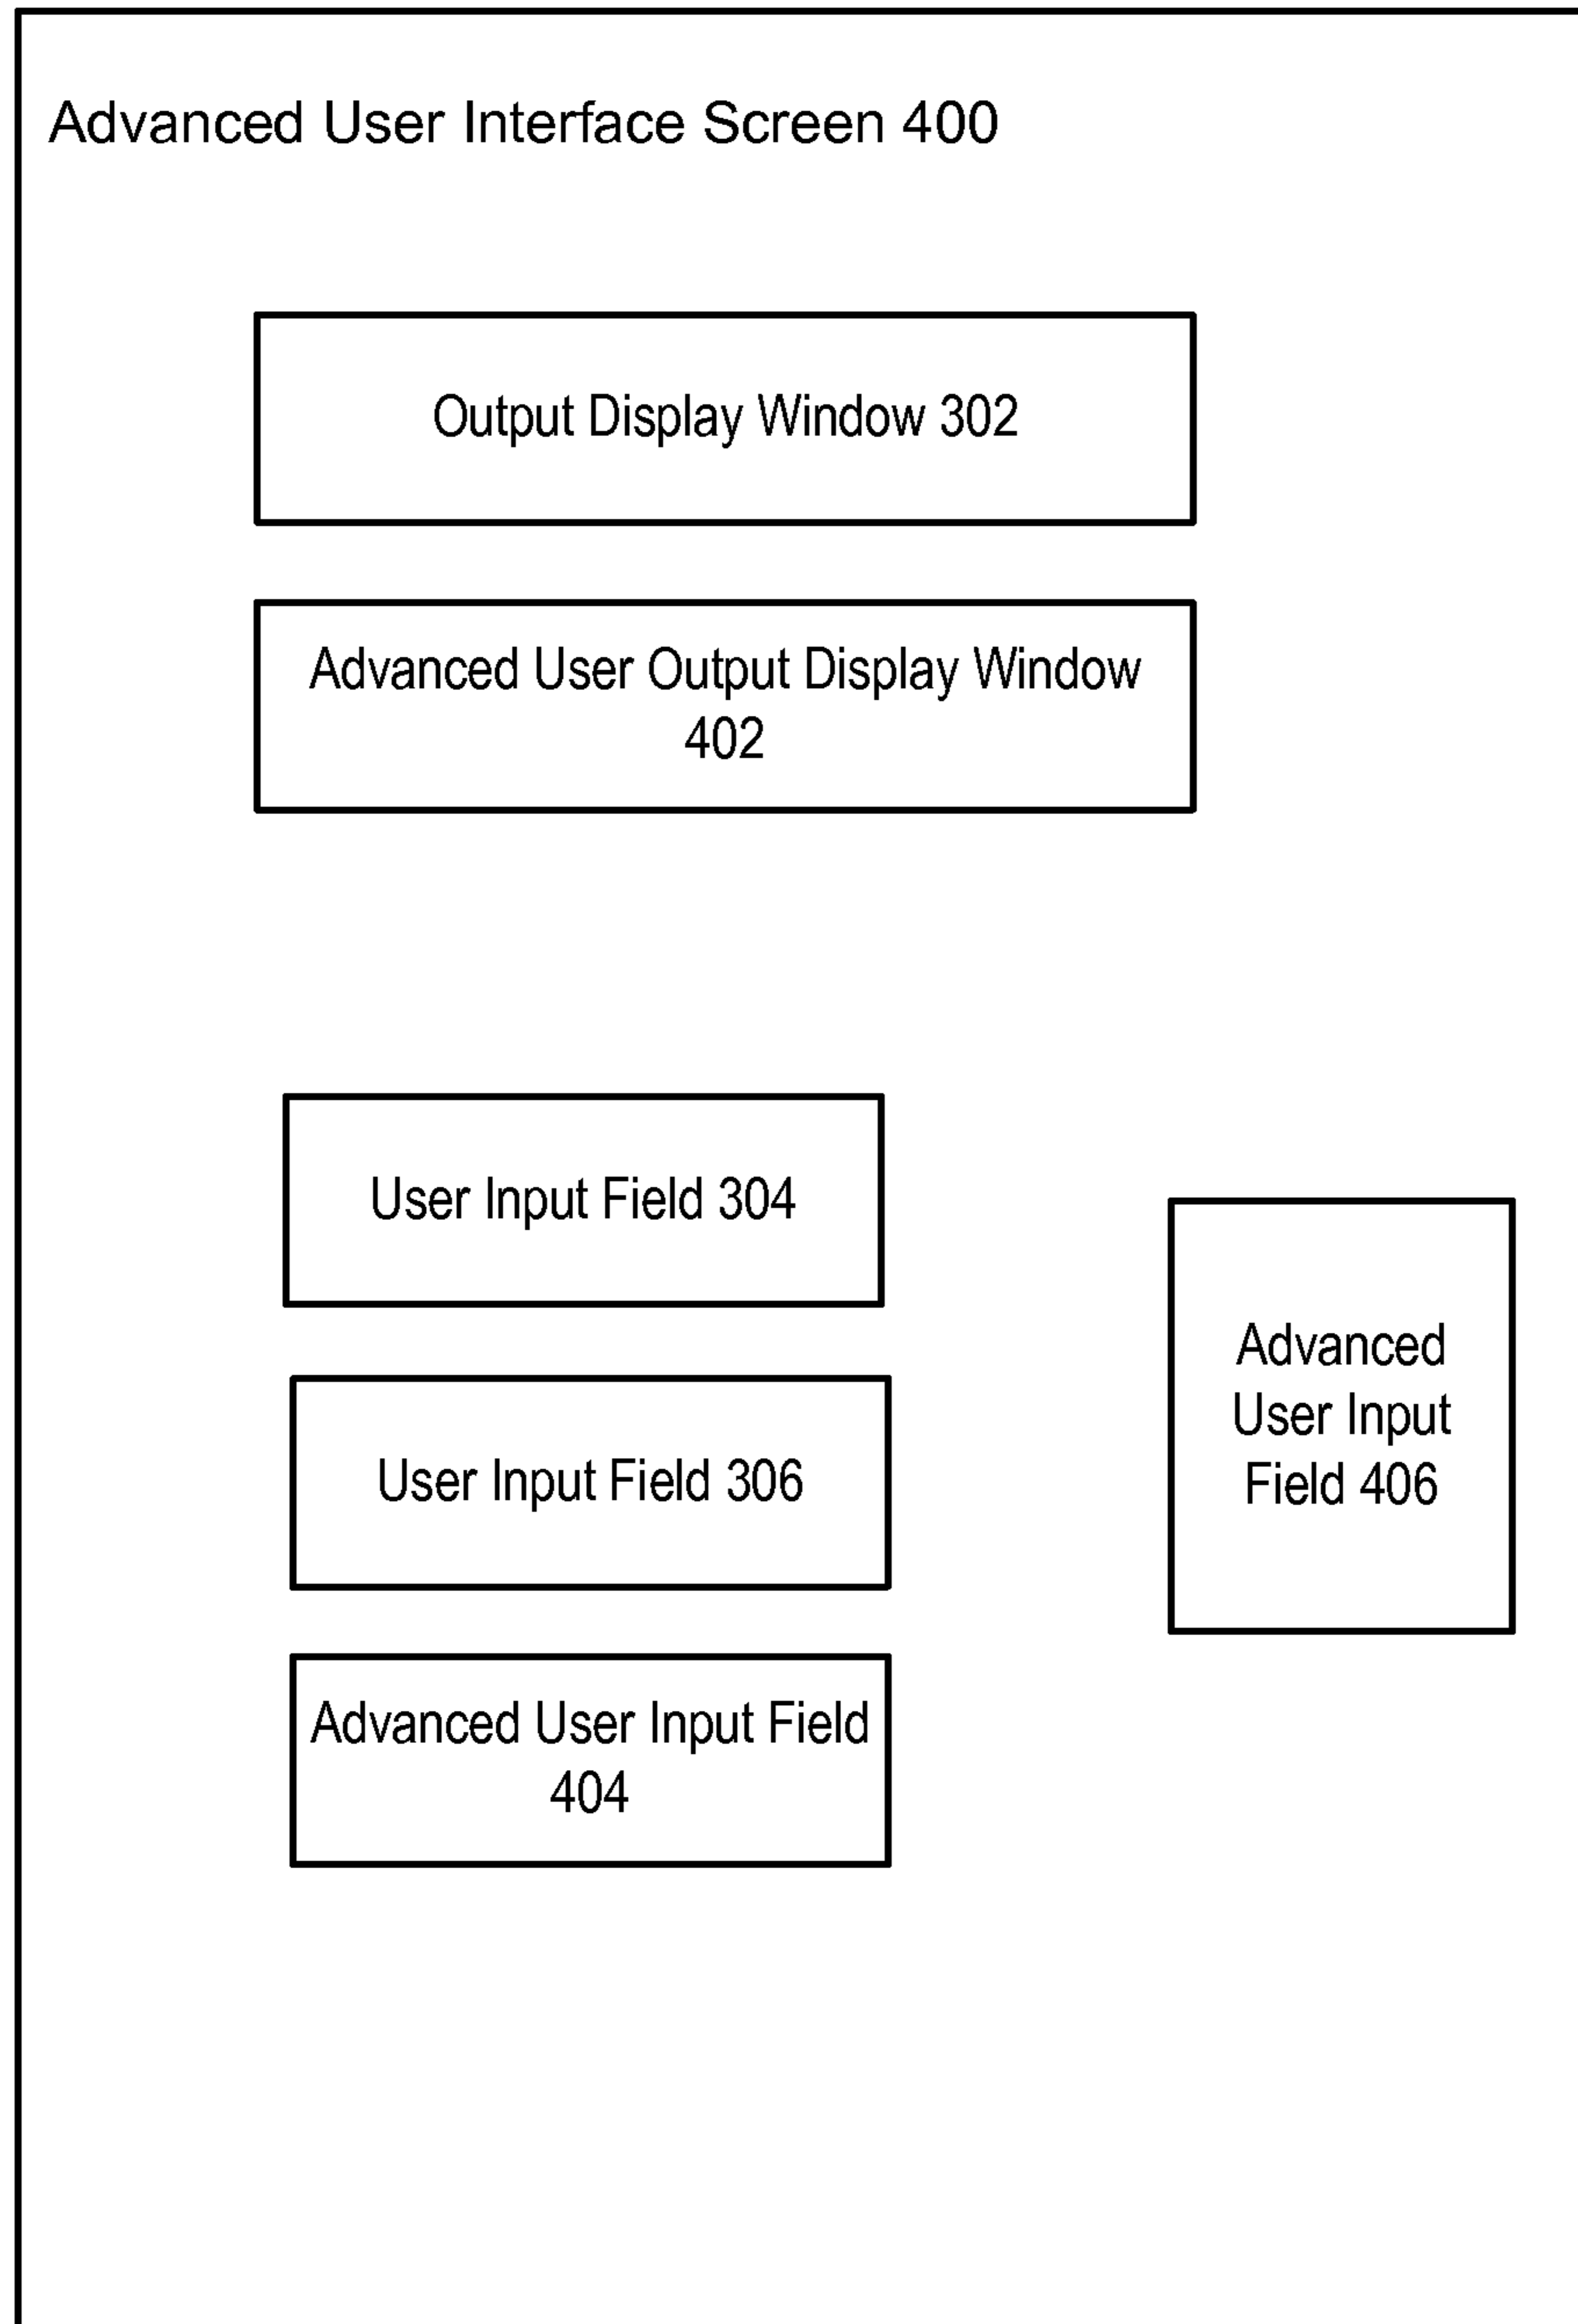 Advanced User Interface Screen 400
Output Display Window 302
Advanced User Output Display Window
402
User Input Field 304
User Input Field 306
Advanced User Input Field
404
Advanced
User Input
Field 406